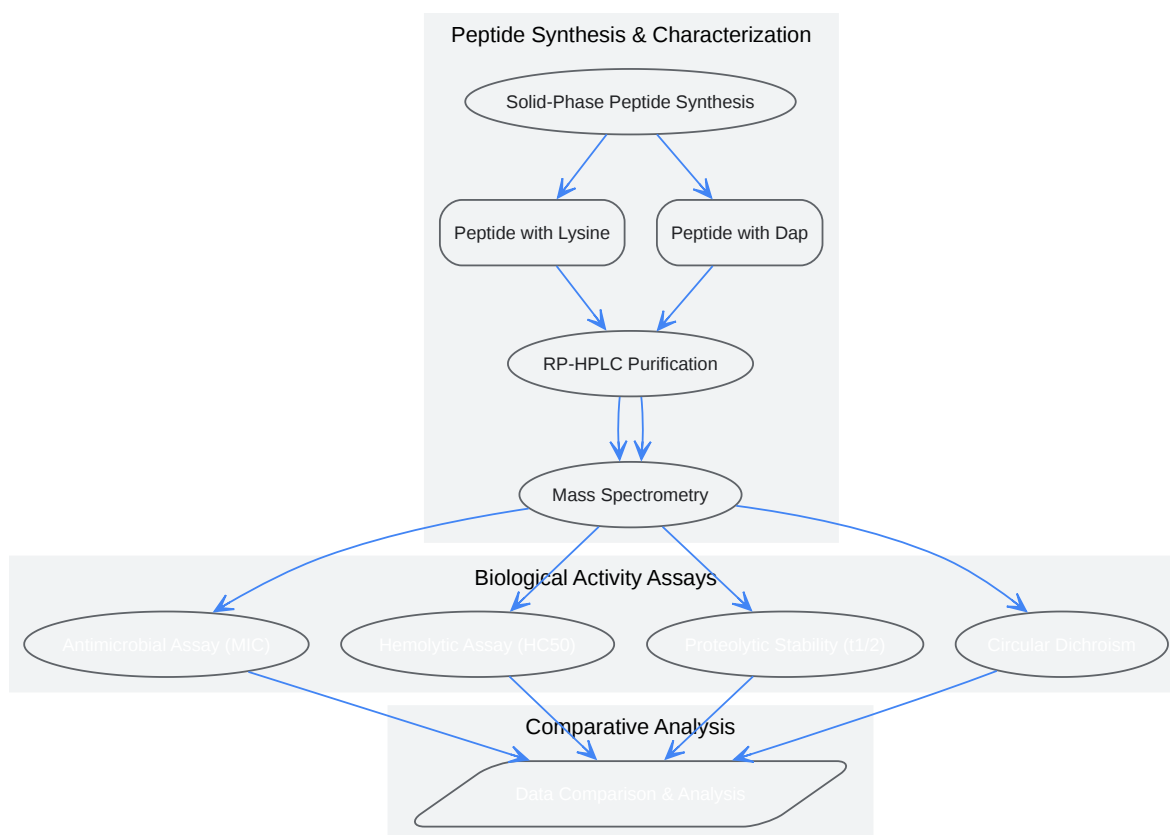 Peptide Synthesis & Characterization
Solid-Phase Peptide Synthesis
Peptide with Lysine
Peptide with Dap
RP-HPLC Purification
Mass Spectrometry
Biological Activity Assays
Antimicrobial Assay (MIC)
Hemolytic Assay (HC50)
Proteolytic Stability (t1/2)
Circular Dichroism
Comparative Analysis
Data Comparison & Analysis